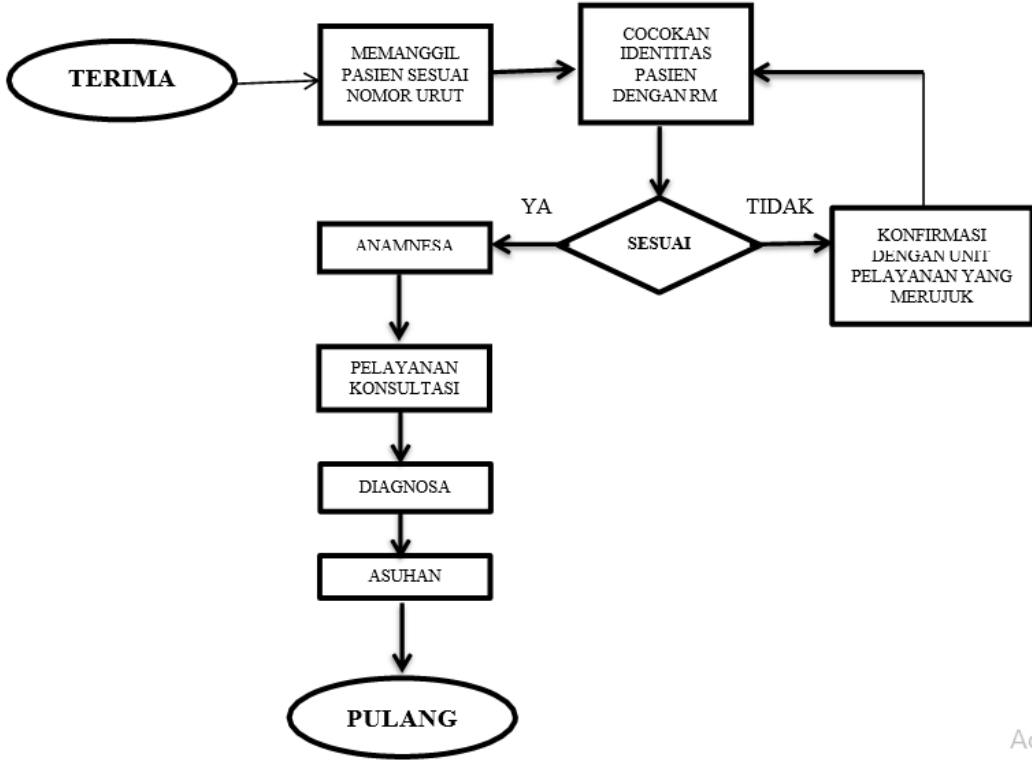 TERIMA
MEMANGGIL
PASIEN SESUAI
NOMOR URUT
COCOKAN
IDENTITAS
PASIEN
DENGAN RM
SESUAI
YA
TIDAK
KONFIRMASI
DENGAN UNIT
PELAYANAN YANG
MERUJUK
ANAMNESA
PELAYANAN
KONSULTASI
DIAGNOSA
ASUHAN
PULANG